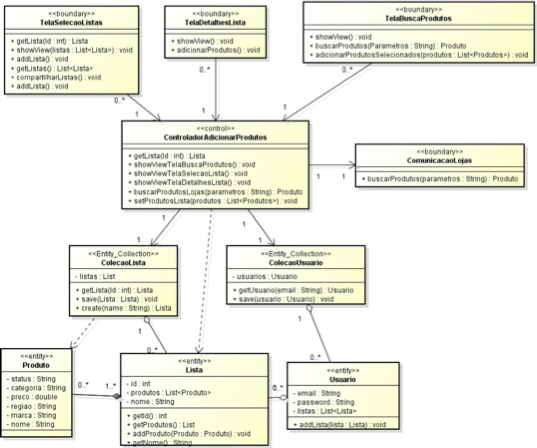 <<boundary>>
TelaSelecaoListas
+ getLista(Id : int) : Lista
+ showView(listas : List<Lista>) : void
+ addLista() : void
+ getListas() : List<Lista>
+ compartilharListas() : void
+ addLista() : void
<<boundary>>
TelaDetalhesLista
+ showView() : void
+ adicionarProdutos() : void
<<boundary>>
TelaBuscaProdutos
+ showView() : void
+ buscarProdutos(Parametros : String) : Produto
+ adicionarProdutosSelecionados(produtos : List<Produtos>) : void
0..*
0..*
0..*
1
1
1
<<control>>
ControladorAdicionarProdutos
+ getLista(Id : int) : Lista
+ showViewTelaBuscaProdutos() : void
+ showViewTelaSelecaoLista() : void
+ showViewTelaDetalhesLista() : void
+ buscarProdutosLojas(parametros : String) : Produto
+ setProdutosLista(produtos : List<Produtos>) : void
1
1
<<boundary>>
ComunicacaoLojas
+ buscarProdutos(parametros : String) : Produto
1
1
1
1
<<Entity_Collection>>
ColecaoLista
- listas : List
+ getLista(Id : int) : Lista
+ save(Lista : Lista) : void
+ create(name : String) : Lista
<<Entity_Collection>>
ColecaoUsuario
- usuarios : Usuario
+ getUsuario(email : String) : Usuario
+ save(usuario : Usuario) : void
1
1
0..*
0..*
<<entity>>
Produto
- status : String
- categoria : String
- preco : double
- regiao : String
- marca : String
- nome : String
0..*
1..*
<<entity>>
Lista
- id : int
- produtos : List<Produto>
- nome : String
+ getId() : int
+ getProdutos() : List
+ addProduto(Produto : Produto) : void
+ getNome() : String
0..*
<<entity>>
Usuario
- email : String
- password : String
- listas : List<List>
+ addLista(lista : Lista) : void